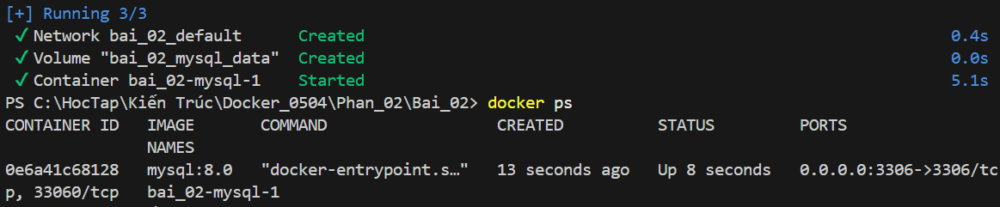 [+] Running 3/3
✓ Network bai_02_default Created 0.4s
✓ Volume "bai_02_mysql_data" Created 0.0s
✓ Container bai_02-mysql-1 Started 5.1s
PS C:\HocTap\Kiến Trúc\Docker_0504\Phan_02\Bai_02> docker ps
CONTAINER ID IMAGE COMMAND CREATED STATUS PORTS
NAMES
0e6a41c68128 mysql:8.0 "docker-entrypoint.s…" 13 seconds ago Up 8 seconds 0.0.0.0:3306->3306/tc
p, 33060/tcp bai_02-mysql-1